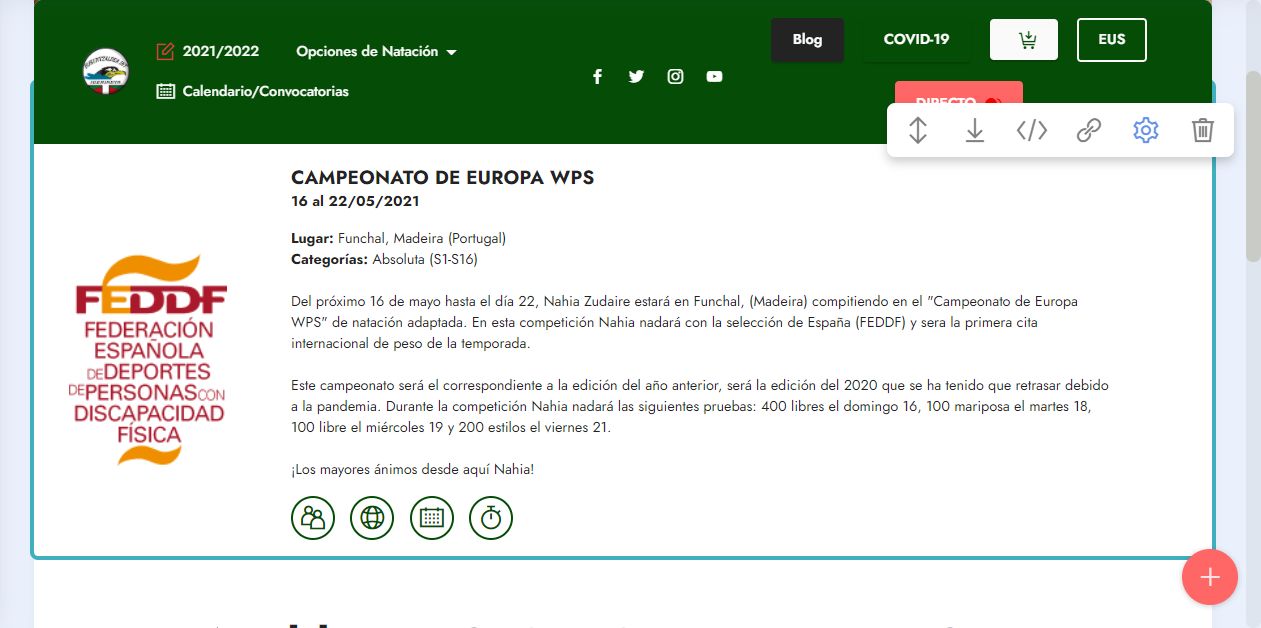 2021/2022
Opciones de Natación
Calendario/Convocatorias
Blog
COVID-19
EUS
DIRECTO
CAMPEONATO DE EUROPA WPS
16 al 22/05/2021
Lugar: Funchal, Madeira (Portugal)
Categorías: Absoluta (S1-S16)
Del próximo 16 de mayo hasta el día 22, Nahia Zudaire estará en Funchal, (Madeira) compitiendo en el "Campeonato de Europa
WPS" de natación adaptada. En esta competición Nahia nadará con la selección de España (FEDDF) y sera la primera cita
internacional de peso de la temporada.
Este campeonato será el correspondiente a la edición del año anterior, será la edición del 2020 que se ha tenido que retrasar debido
a la pandemia. Durante la competición Nahia nadará las siguientes pruebas: 400 libres el domingo 16, 100 mariposa el martes 18,
100 libre el miércoles 19 y 200 estilos el viernes 21.
¡Los mayores ánimos desde aquí Nahia!
FEDDF
FEDERACIÓN
ESPAÑOLA
DEDEPORTES
DEPERSONASCON
DISCAPACIDAD
FÍSICA